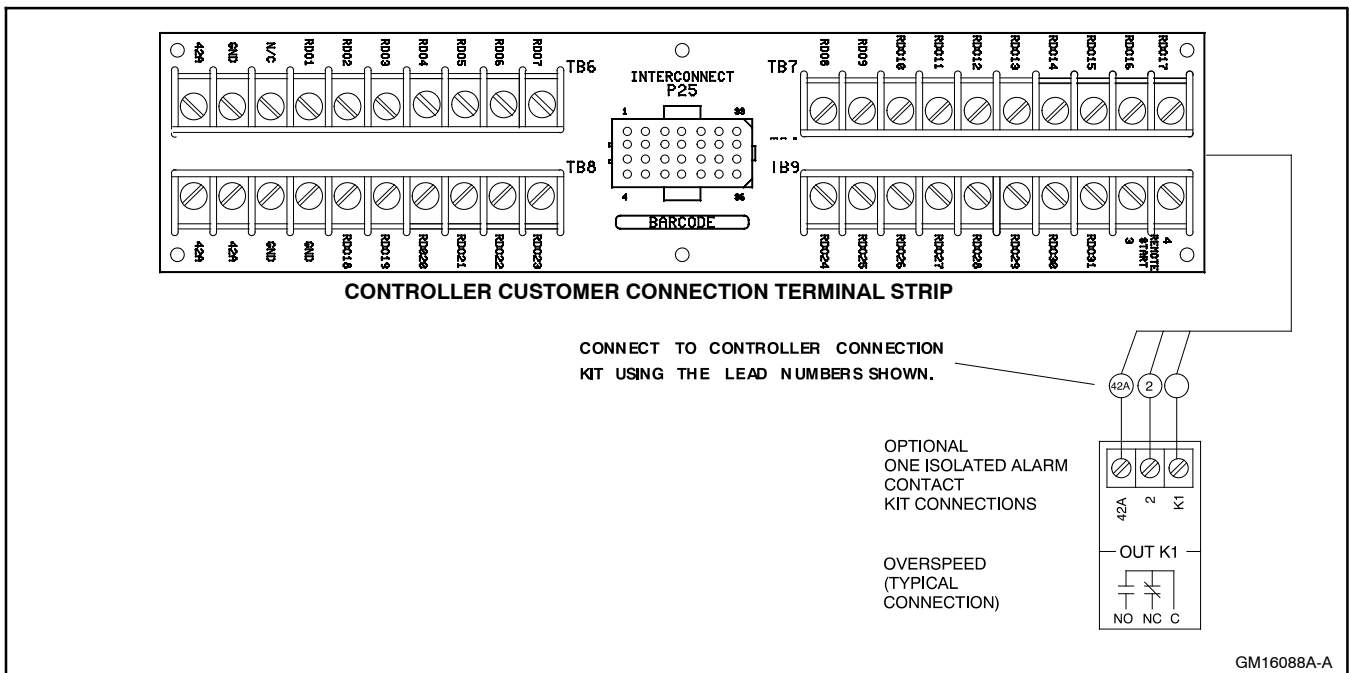 42A GND N/C RDO1 RDO2 RDO3 RDO4 RDO5 RDO6 RDO7
TB6
INTERCONNECT
P25
1 33
4 36
BARCODE
TB7
RDO8 RDO9 RDO10 RDO11 RDO12 RDO13 RDO14 RDO15 RDO16 RDO17
TB8
42A 42A GND GND RDO18 RDO19 RDO20 RDO21 RDO22 RDO23
TB9
RDO24 RDO25 RDO26 RDO27 RDO28 RDO29 RDO30 RDO31 3 4
REMOTE
START
CONTROLLER CUSTOMER CONNECTION TERMINAL STRIP
CONNECT TO CONTROLLER CONNECTION
KIT USING THE LEAD NUMBERS SHOWN.
42A 2
OPTIONAL
ONE ISOLATED ALARM
CONTACT
KIT CONNECTIONS
42A 2 K1
OUT K1
OVERSPEED
(TYPICAL
CONNECTION)
NO NC C
GM16088A-A